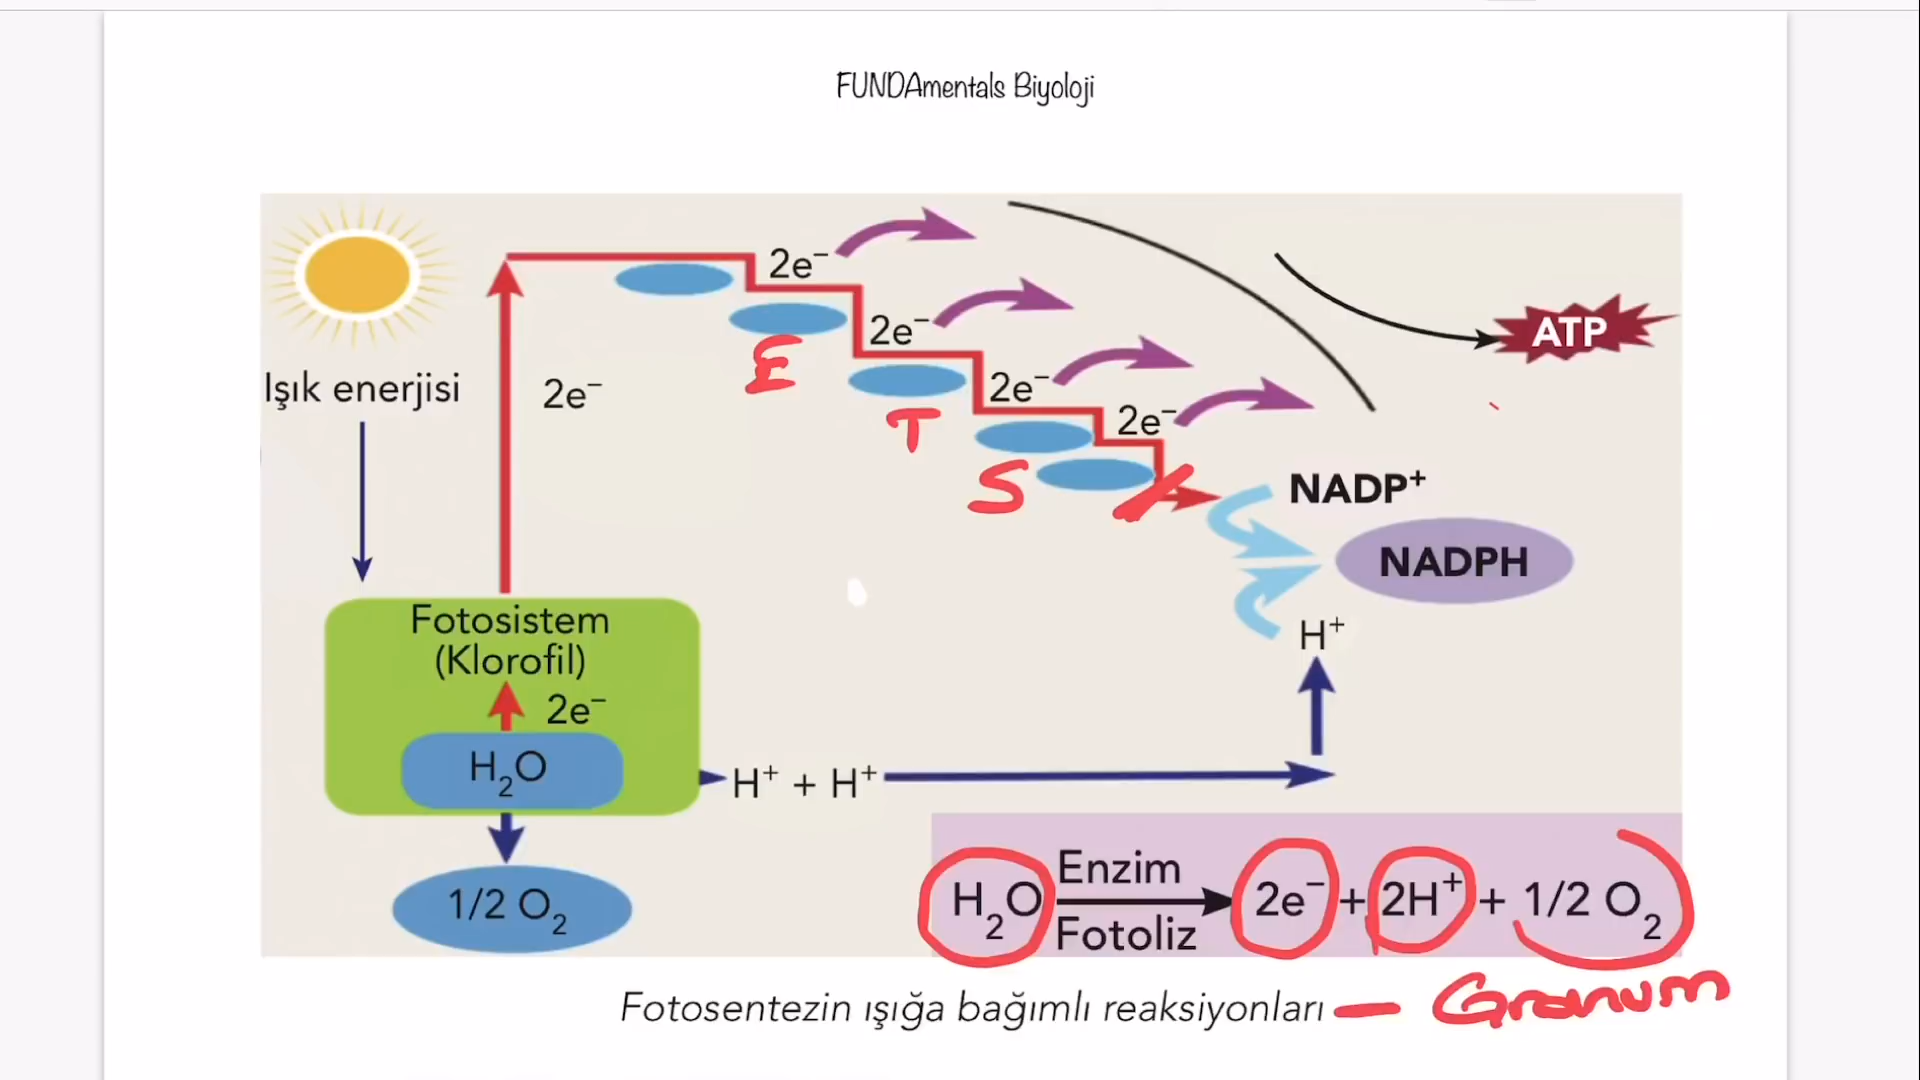 FUNDAmentals Biyoloji
2e⁻
2e⁻
2e⁻
2e⁻
ATP
E
T
S
Işık enerjisi
2e⁻
NADP⁺
NADPH
H⁺
Fotosistem
(Klorofil)
2e⁻
H₂O
H⁺ + H⁺
1/2 O₂
H₂O Enzim Fotoliz 2e⁻ + 2H⁺ + 1/2 O₂
Fotosentezin ışığa bağımlı reaksiyonları — Granum